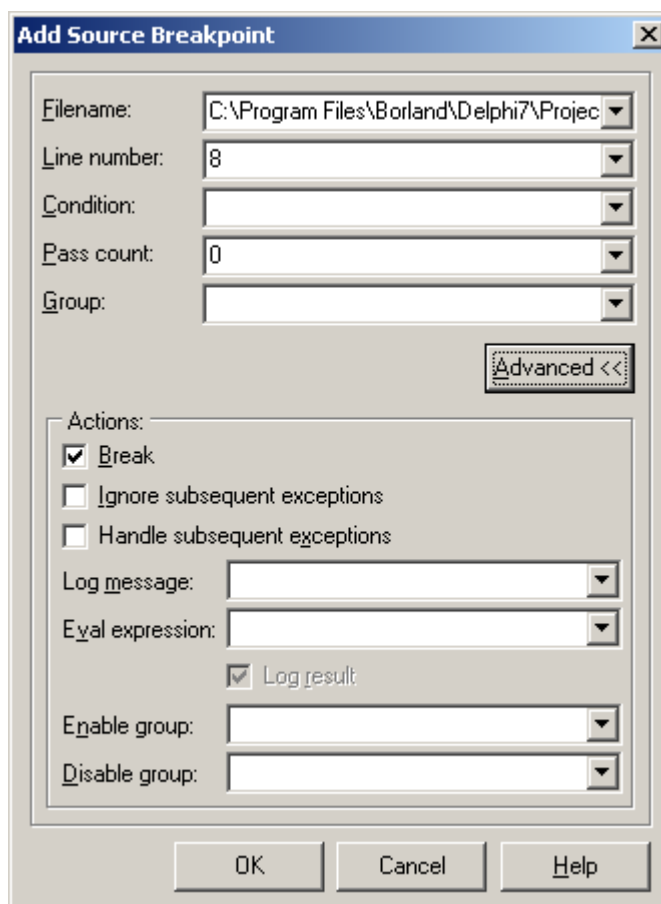 Add Source Breakpoint
Filename: C:\Program Files\Borland\Delphi7\Projec
Line number: 8
Condition:
Pass count: 0
Group:
Advanced <<
Actions:
Break
Ignore subsequent exceptions
Handle subsequent exceptions
Log message:
Eval expression:
Log result
Enable group:
Disable group:
OK Cancel Help